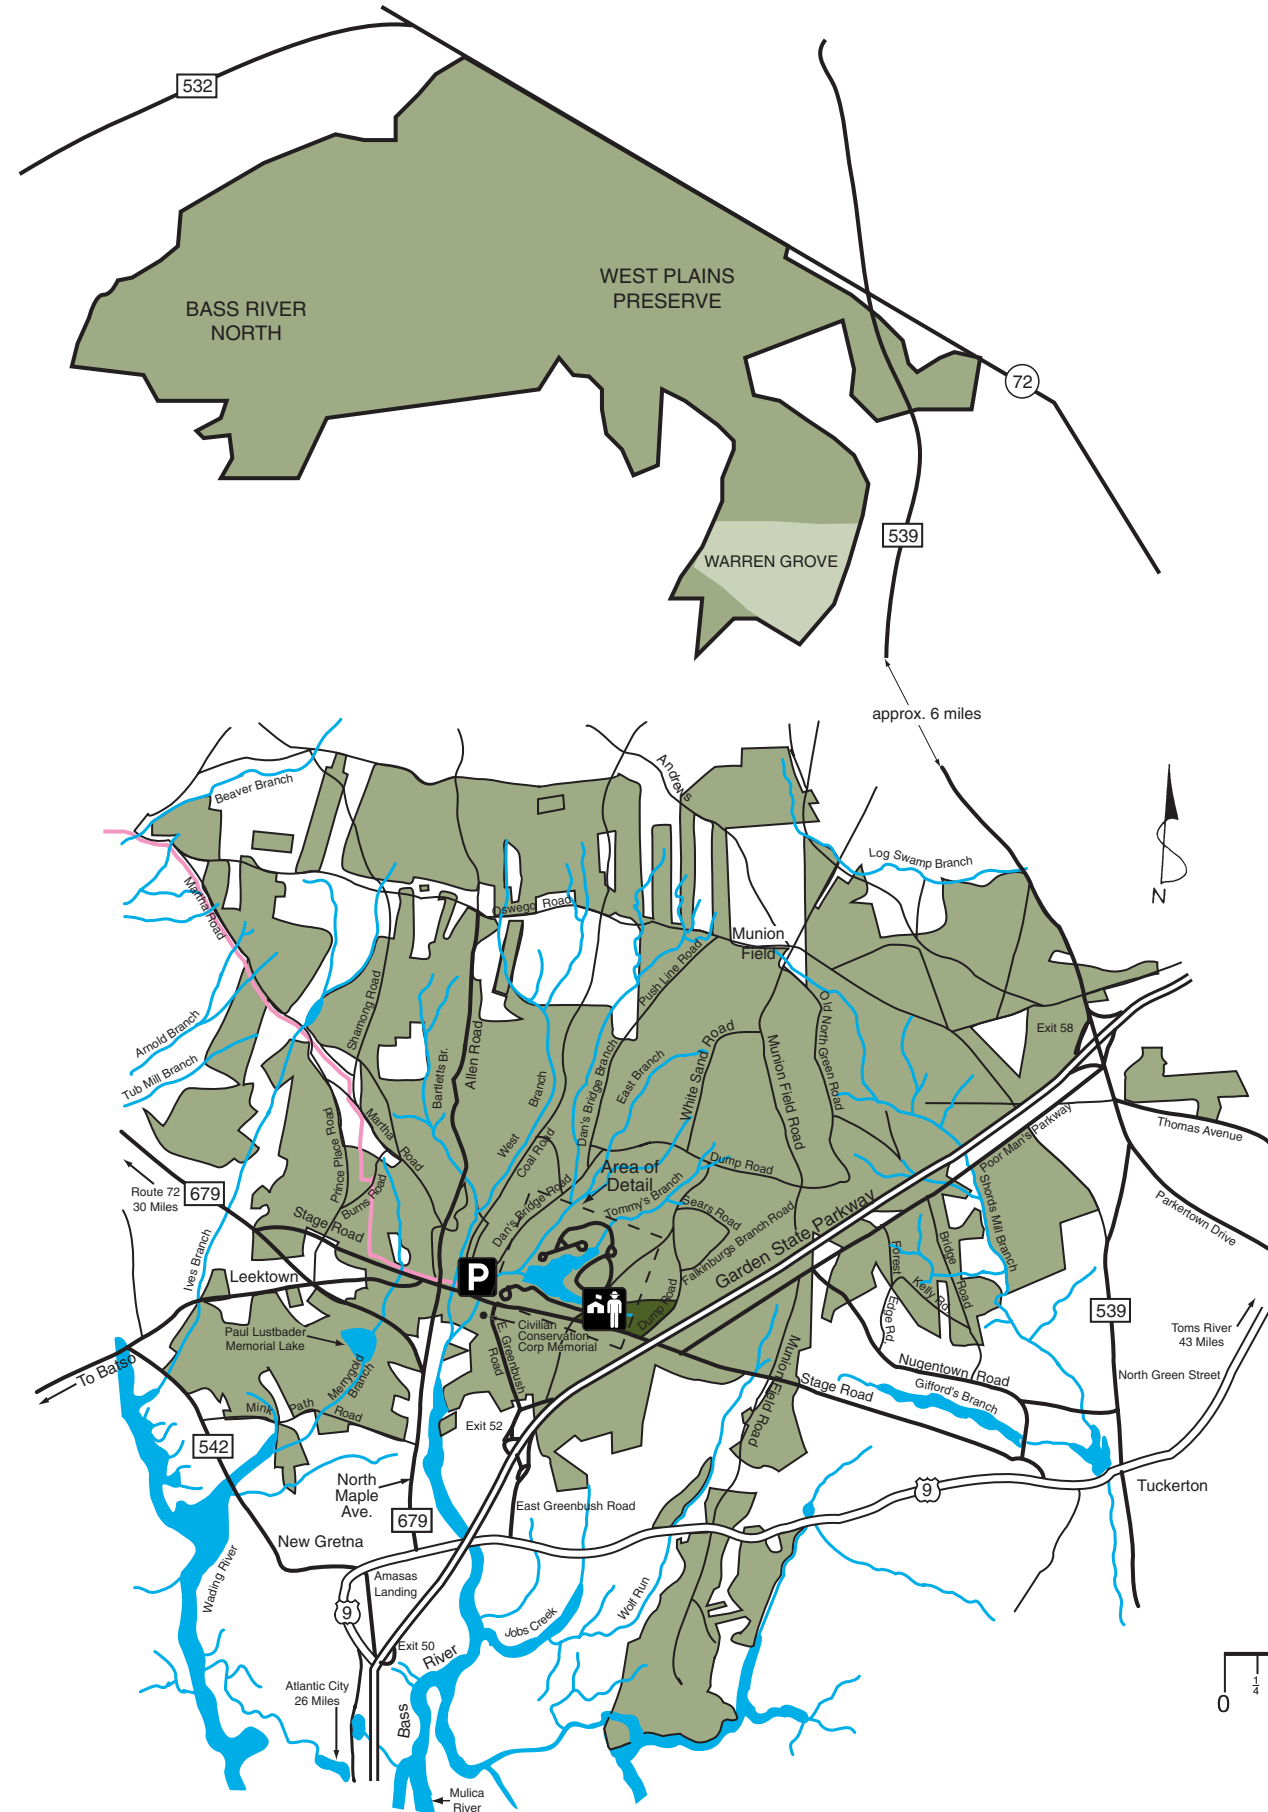 532
WEST PLAINS
PRESERVE
BASS RIVER
NORTH
72
539
WARREN GROVE
approx. 6 miles
Andrews
Beaver Branch
Log Swamp Branch
N
Martha Road
Oswego Road
Munion
Field
Push Line Road
Shamong Road
Old North Green Road
Arnold Branch
Exit 58
Tub Mill Branch
Bartletts Br.
Allen Road
Branch
Dan's Bridge Branch
East Branch
White Sand Road
Munion Field Road
Prince Place Road
Martha
Road
West
Coal Road
Poor Man's Parkway
Thomas Avenue
Area of
Detail
Dump Road
Route 72
30 Miles
679
Burns Road
Dan's Bridge Road
Tommy's Branch
Sears Road
Shords Mill Branch
Parkertown Drive
Stage Road
Falkinburgs Branch Road
Garden State Parkway
Ives Branch
Leektown
P
Forest
Edge Rd
Bridge
Road
Kelly Rd
Dump Road
539
Toms River
43 Miles
Paul Lustbader
Memorial Lake
Civilian
Conservation
Corp Memorial
E. Greenbush
Road
To Batso
Merrygold
Branch
Munion Field Road
Nugentown Road
North Green Street
Stage Road
Gifford's Branch
Mink Path Road
Exit 52
542
North
Maple
Ave.
9
Tuckerton
East Greenbush Road
679
New Gretna
Wading River
Amasas
Landing
9
Jobs Creek
Wolf Run
Exit 50
River
Bass
Atlantic City
26 Miles
0
1
4
Mulica
River